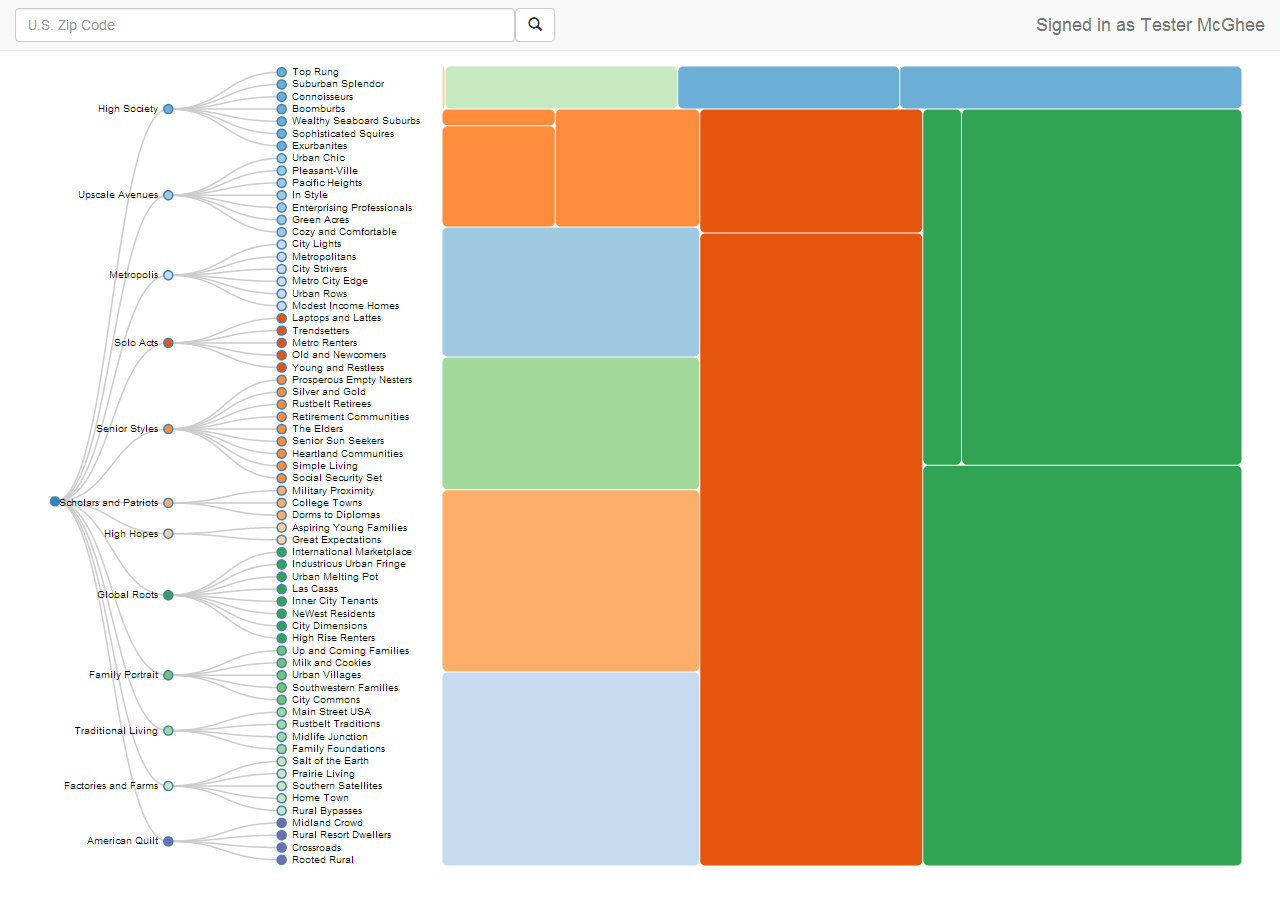 U.S. Zip Code
Signed in as Tester McGhee
Top Rung
Suburban Splendor
Connoisseurs
High Society
Boomburbs
Wealthy Seaboard Suburbs
Sophisticated Squires
Exurbanites
Urban Chic
Pleasant-Ville
Pacific Heights
Upscale Avenues
In Style
Enterprising Professionals
Green Acres
Cozy and Comfortable
City Lights
Metropolitans
City Strivers
Metropolis
Metro City Edge
Urban Rows
Modest Income Homes
Laptops and Lattes
Trendsetters
Solo Acts
Metro Renters
Old and Newcomers
Young and Restless
Prosperous Empty Nesters
Silver and Gold
Rustbelt Retirees
Retirement Communities
Senior Styles
The Elders
Senior Sun Seekers
Heartland Communities
Simple Living
Social Security Set
Military Proximity
Scholars and Patriots
College Towns
Dorms to Diplomas
Aspiring Young Families
High Hopes
Great Expectations
International Marketplace
Industrious Urban Fringe
Urban Melting Pot
Las Casas
Global Roots
Inner City Tenants
NeWest Residents
City Dimensions
High Rise Renters
Up and Coming Families
Milk and Cookies
Family Portrait
Urban Villages
Southwestern Families
City Commons
Main Street USA
Rustbelt Traditions
Traditional Living
Midlife Junction
Family Foundations
Salt of the Earth
Prairie Living
Factories and Farms
Southern Satellites
Home Town
Rural Bypasses
Midland Crowd
Rural Resort Dwellers
American Quilt
Crossroads
Rooted Rural